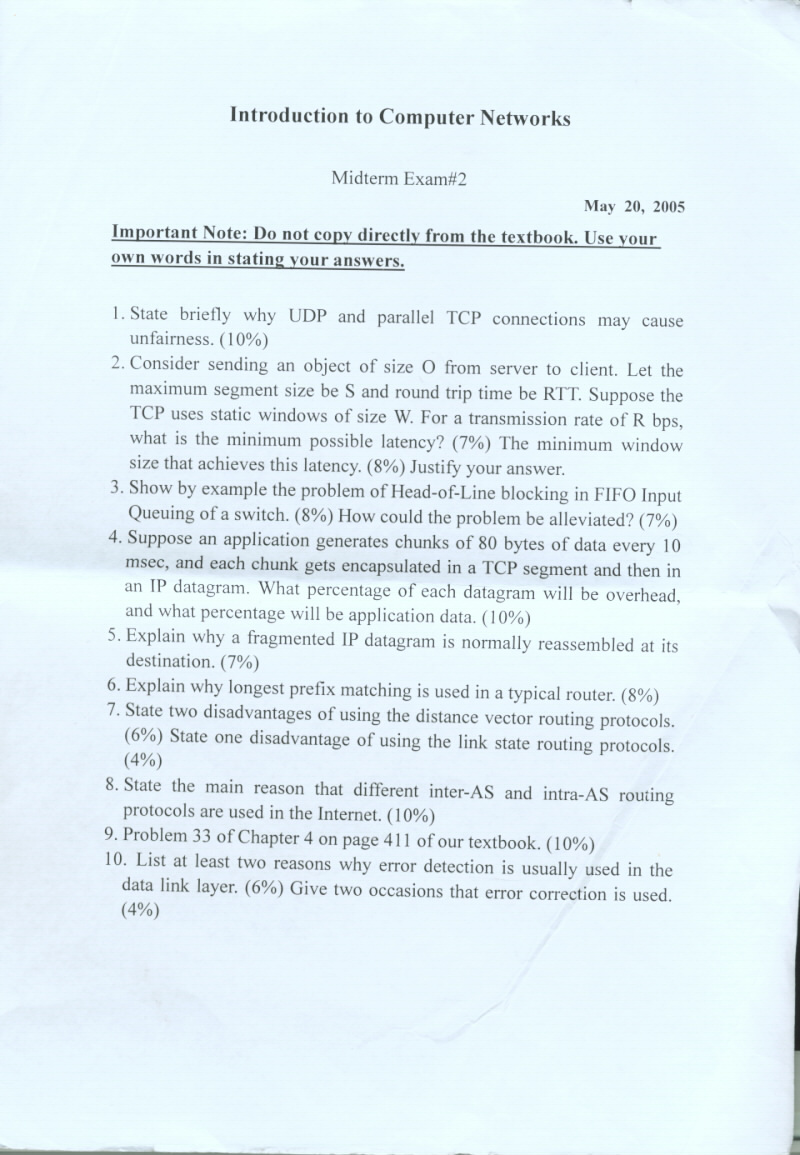 Introduction to Computer Networks
Midterm Exam#2
May 20, 2005
Important Note: Do not copy directly from the textbook. Use your
own words in stating your answers.
1. State briefly why UDP and parallel TCP connections may cause
unfairness. (10%)
2. Consider sending an object of size O from server to client. Let the
maximum segment size be S and round trip time be RTT. Suppose the
TCP uses static windows of size W. For a transmission rate of R bps,
what is the minimum possible latency? (7%) The minimum window
size that achieves this latency. (8%) Justify your answer.
3. Show by example the problem of Head-of-Line blocking in FIFO Input
Queuing of a switch. (8%) How could the problem be alleviated? (7%)
4. Suppose an application generates chunks of 80 bytes of data every 10
msec, and each chunk gets encapsulated in a TCP segment and then in
an IP datagram. What percentage of each datagram will be overhead,
and what percentage will be application data. (10%)
5. Explain why a fragmented IP datagram is normally reassembled at its
destination. (7%)
6. Explain why longest prefix matching is used in a typical router. (8%)
7. State two disadvantages of using the distance vector routing protocols.
(6%) State one disadvantage of using the link state routing protocols.
(4%)
8. State the main reason that different inter-AS and intra-AS routing
protocols are used in the Internet. (10%)
9. Problem 33 of Chapter 4 on page 411 of our textbook. (10%)
10. List at least two reasons why error detection is usually used in the
data link layer. (6%) Give two occasions that error correction is used.
(4%)